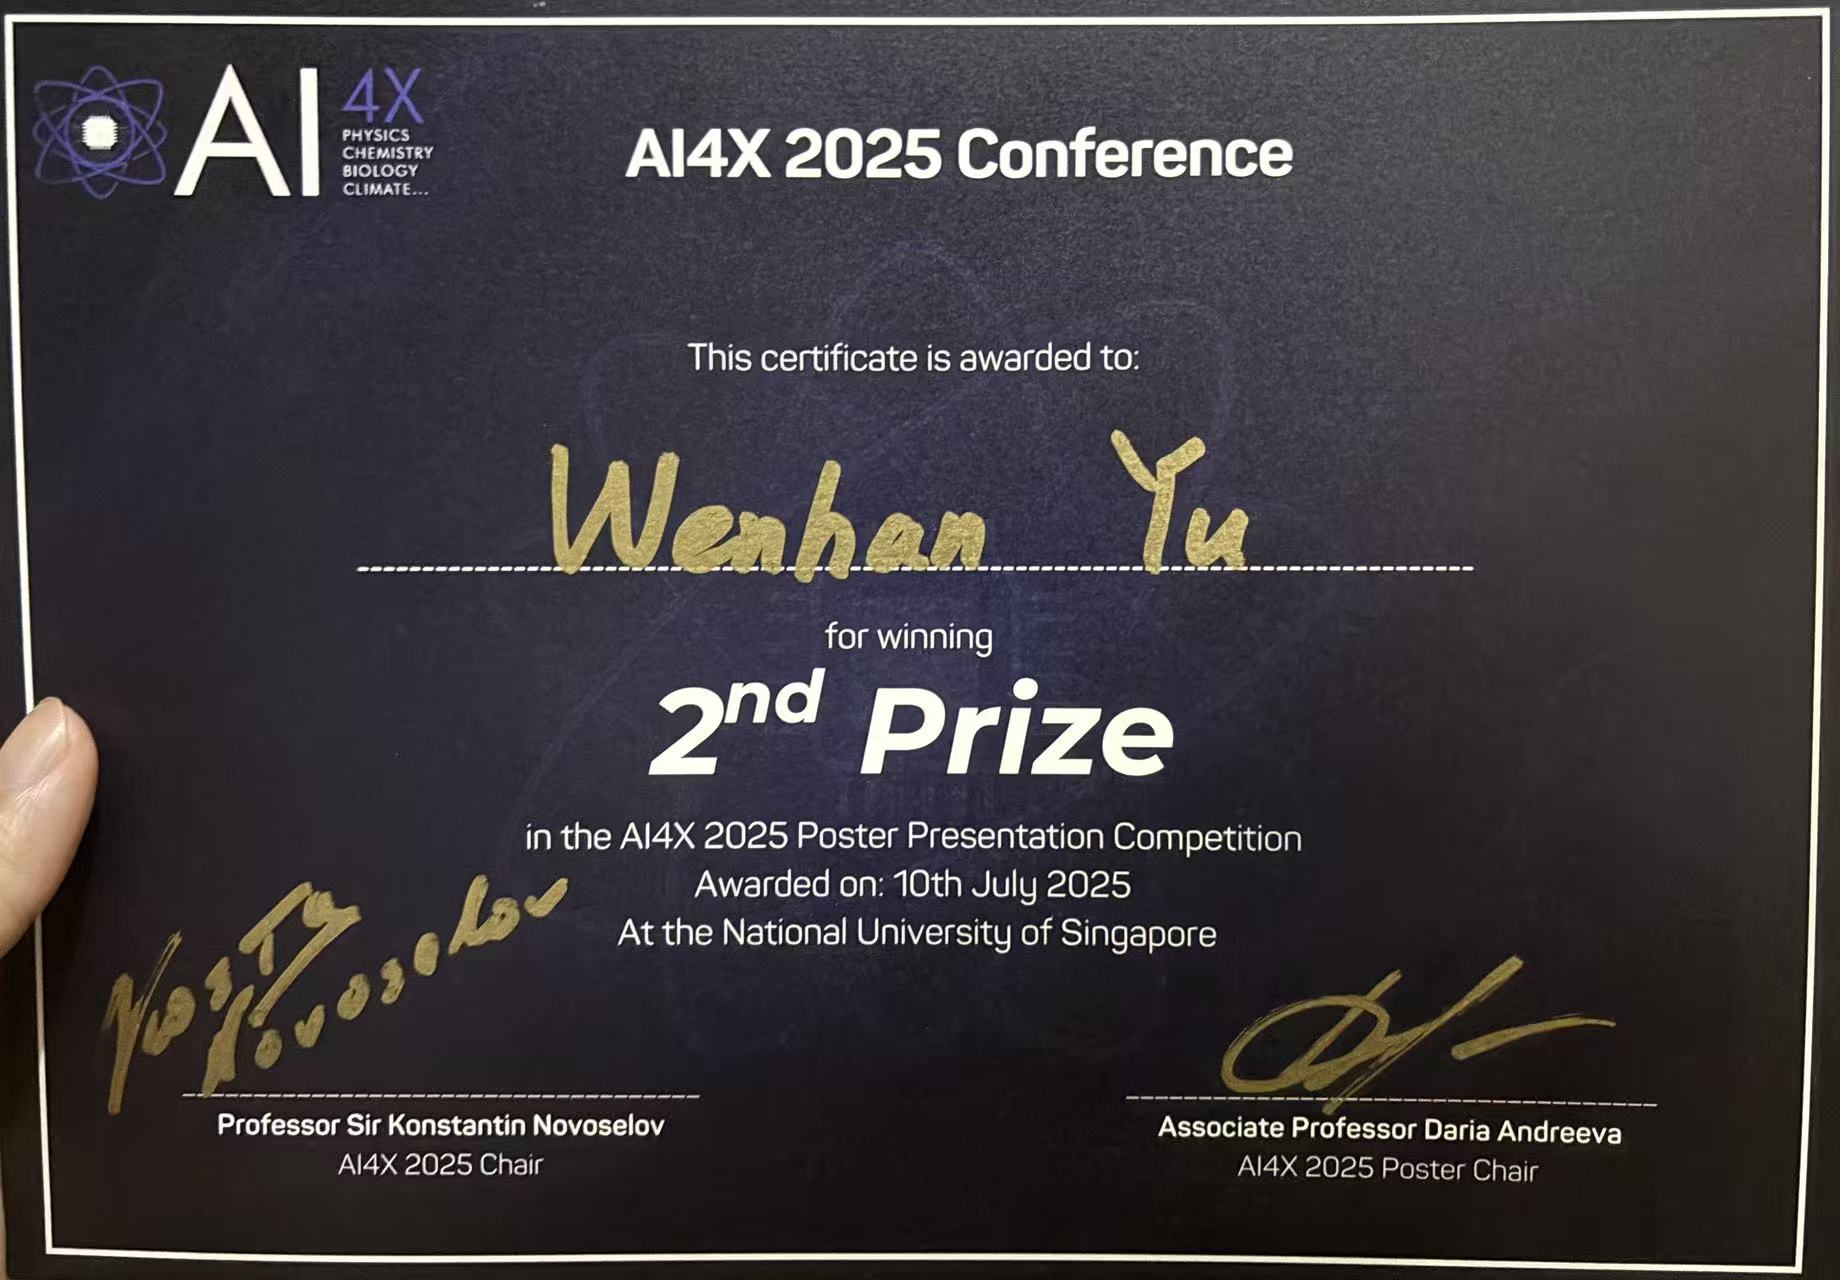 AI 4X
PHYSICS
CHEMISTRY
BIOLOGY
CLIMATE...
AI4X 2025 Conference
This certificate is awarded to:
Wenhan Yu
for winning
2nd Prize
in the AI4X 2025 Poster Presentation Competition
Awarded on: 10th July 2025
At the National University of Singapore
Kostya
Novoselov
Professor Sir Konstantin Novoselov
AI4X 2025 Chair
Associate Professor Daria Andreeva
AI4X 2025 Poster Chair